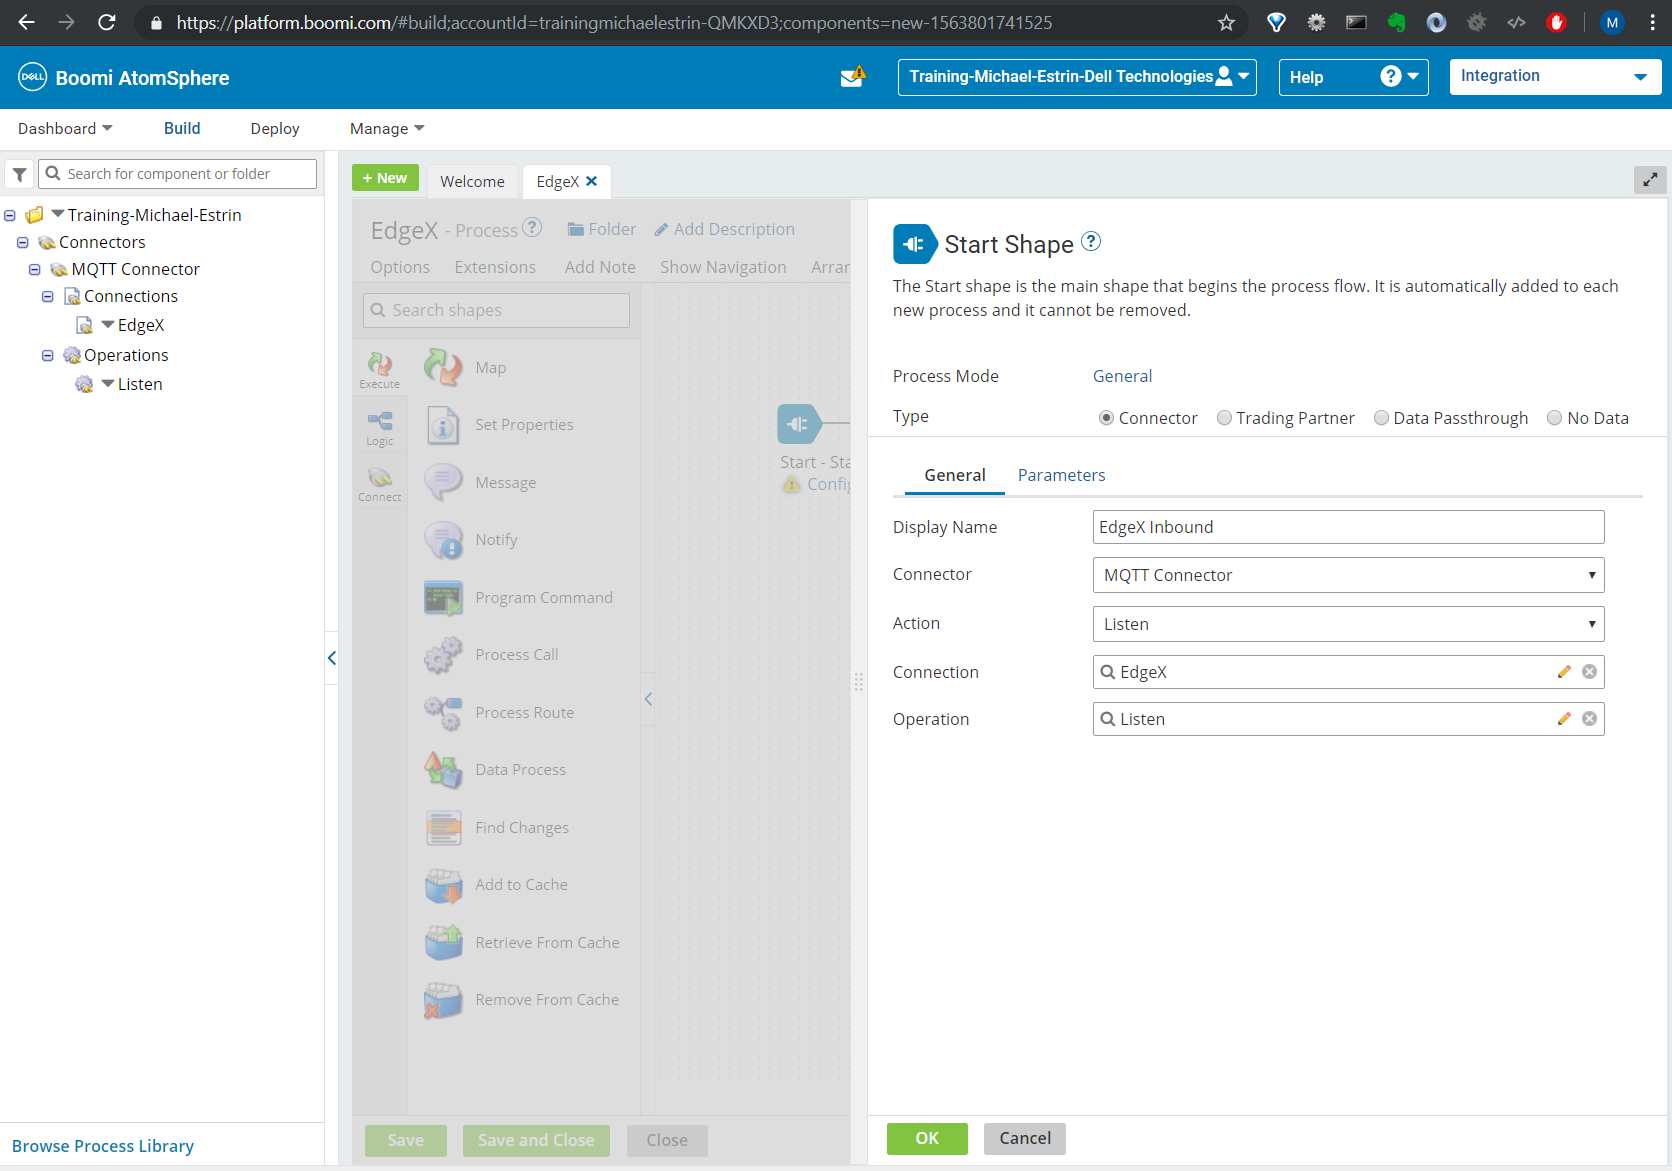 https://platform.boomi.com/#build;accountId=trainingmichaelestrin-QMKXD3;components=new-1563801741525
M
DELL
Boomi AtomSphere
Training-Michael-Estrin-Dell Technologies
Help ?
Integration
Dashboard
Build
Deploy
Manage
Search for component or folder
+ New
Welcome
EdgeX
Training-Michael-Estrin
Connectors
MQTT Connector
Connections
EdgeX
Operations
Listen
Browse Process Library
EdgeX - Process ?
Folder
Add Description
Options
Extensions
Add Note
Show Navigation
Arrar
Search shapes
Execute
Logic
Connect
Map
Set Properties
Message
Notify
Program Command
Process Call
Process Route
Data Process
Find Changes
Add to Cache
Retrieve From Cache
Remove From Cache
Start - Sta
Config
Save
Save and Close
Close
Start Shape ?
The Start shape is the main shape that begins the process flow. It is automatically added to each
new process and it cannot be removed.
Process Mode General
Type Connector Trading Partner Data Passthrough No Data
General Parameters
Display Name EdgeX Inbound
Connector MQTT Connector
Action Listen
Connection EdgeX
Operation Listen
OK
Cancel